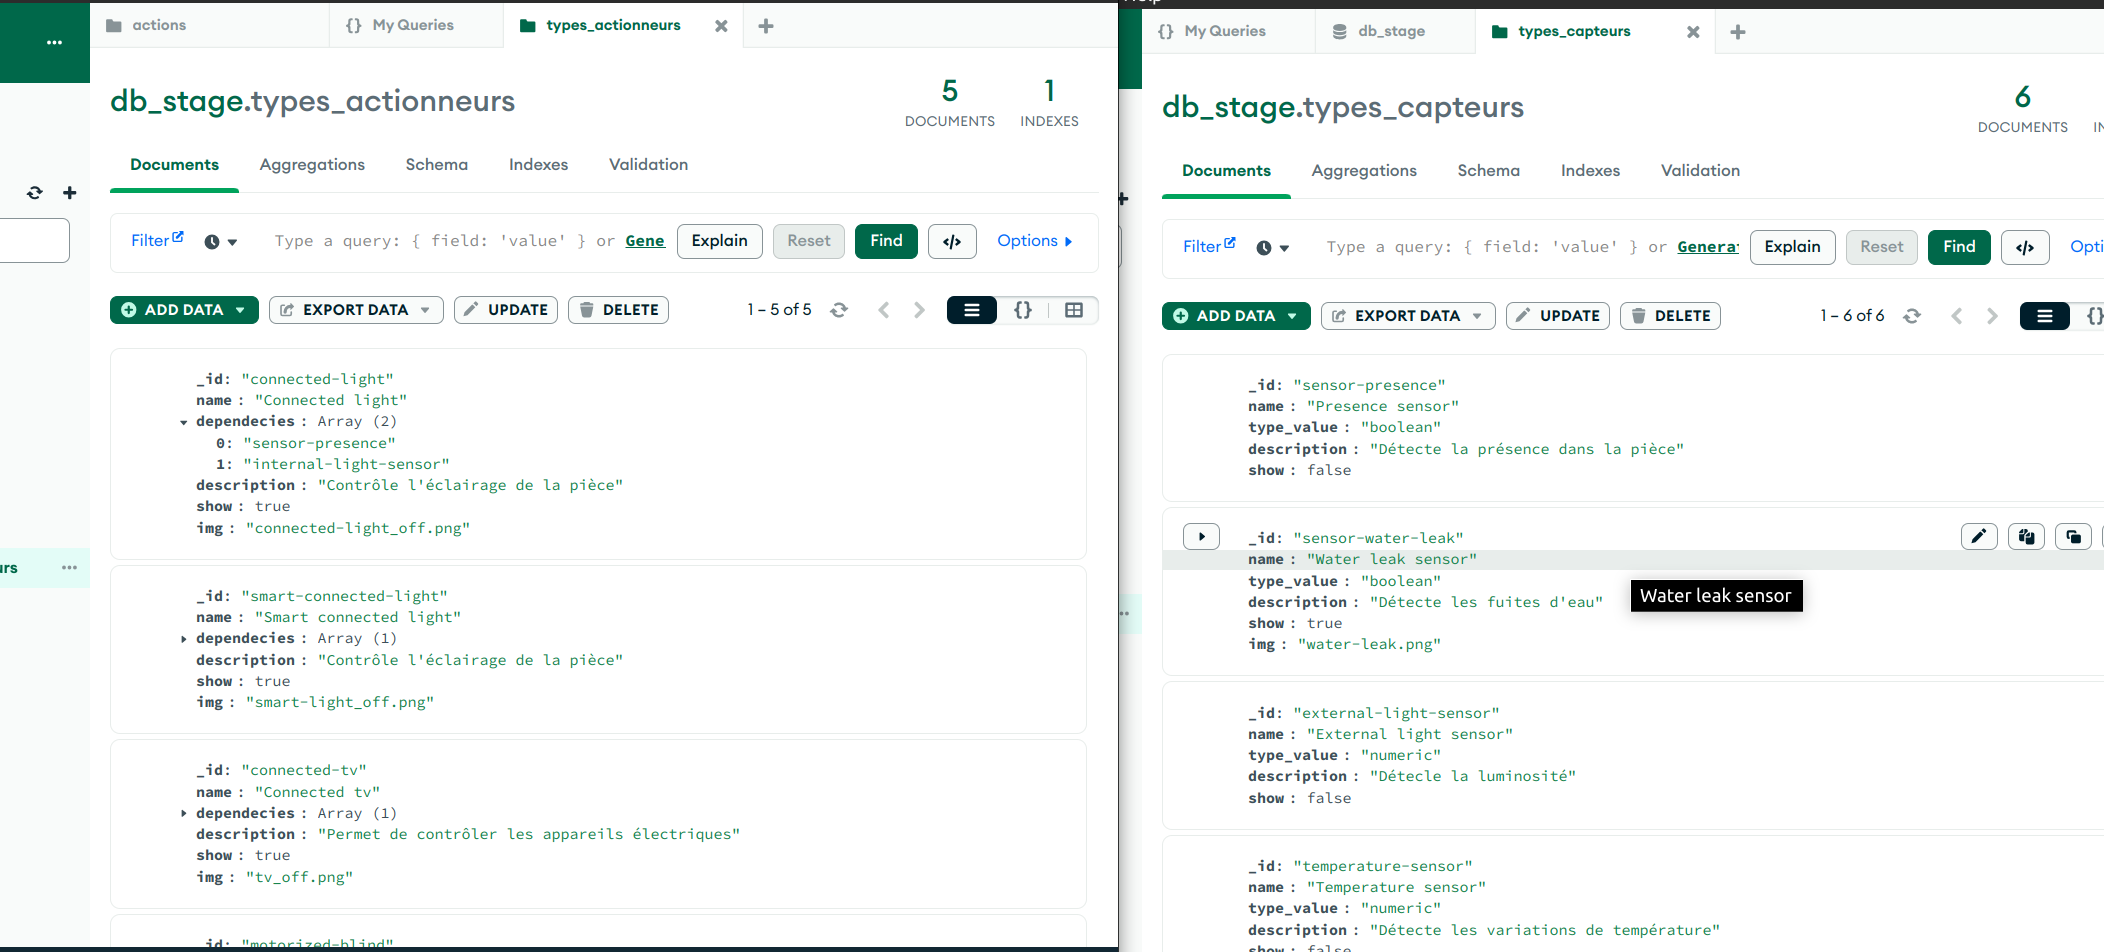 actions
{} My Queries
types_actionneurs
db_stage.types_actionneurs
5
DOCUMENTS
1
INDEXES
Documents
Aggregations
Schema
Indexes
Validation
Filter
Type a query: { field: 'value' } or Gene
Explain
Reset
Find
</>
Options
ADD DATA
EXPORT DATA
UPDATE
DELETE
1 – 5 of 5
{}
_id: "connected-light"
name : "Connected light"
dependecies : Array (2)
0: "sensor-presence"
1: "internal-light-sensor"
description : "Contrôle l'éclairage de la pièce"
show : true
img : "connected-light_off.png"
_id: "smart-connected-light"
name : "Smart connected light"
dependecies : Array (1)
description : "Contrôle l'éclairage de la pièce"
show : true
img : "smart-light_off.png"
_id: "connected-tv"
name : "Connected tv"
dependecies : Array (1)
description : "Permet de contrôler les appareils électriques"
show : true
img : "tv_off.png"
_id: "motorized-blind"
urs
Help
{} My Queries
db_stage
types_capteurs
db_stage.types_capteurs
6
DOCUMENTS
IN
Documents
Aggregations
Schema
Indexes
Validation
Filter
Type a query: { field: 'value' } or Genera
Explain
Reset
Find
</>
Opti
ADD DATA
EXPORT DATA
UPDATE
DELETE
1 – 6 of 6
{}
_id: "sensor-presence"
name : "Presence sensor"
type_value : "boolean"
description : "Détecte la présence dans la pièce"
show : false
_id: "sensor-water-leak"
name : "Water leak sensor"
type_value : "boolean"
description : "Détecte les fuites d'eau"
show : true
img : "water-leak.png"
Water leak sensor
_id: "external-light-sensor"
name : "External light sensor"
type_value : "numeric"
description : "Détecle la luminosité"
show : false
_id: "temperature-sensor"
name : "Temperature sensor"
type_value : "numeric"
description : "Détecte les variations de température"
show : false